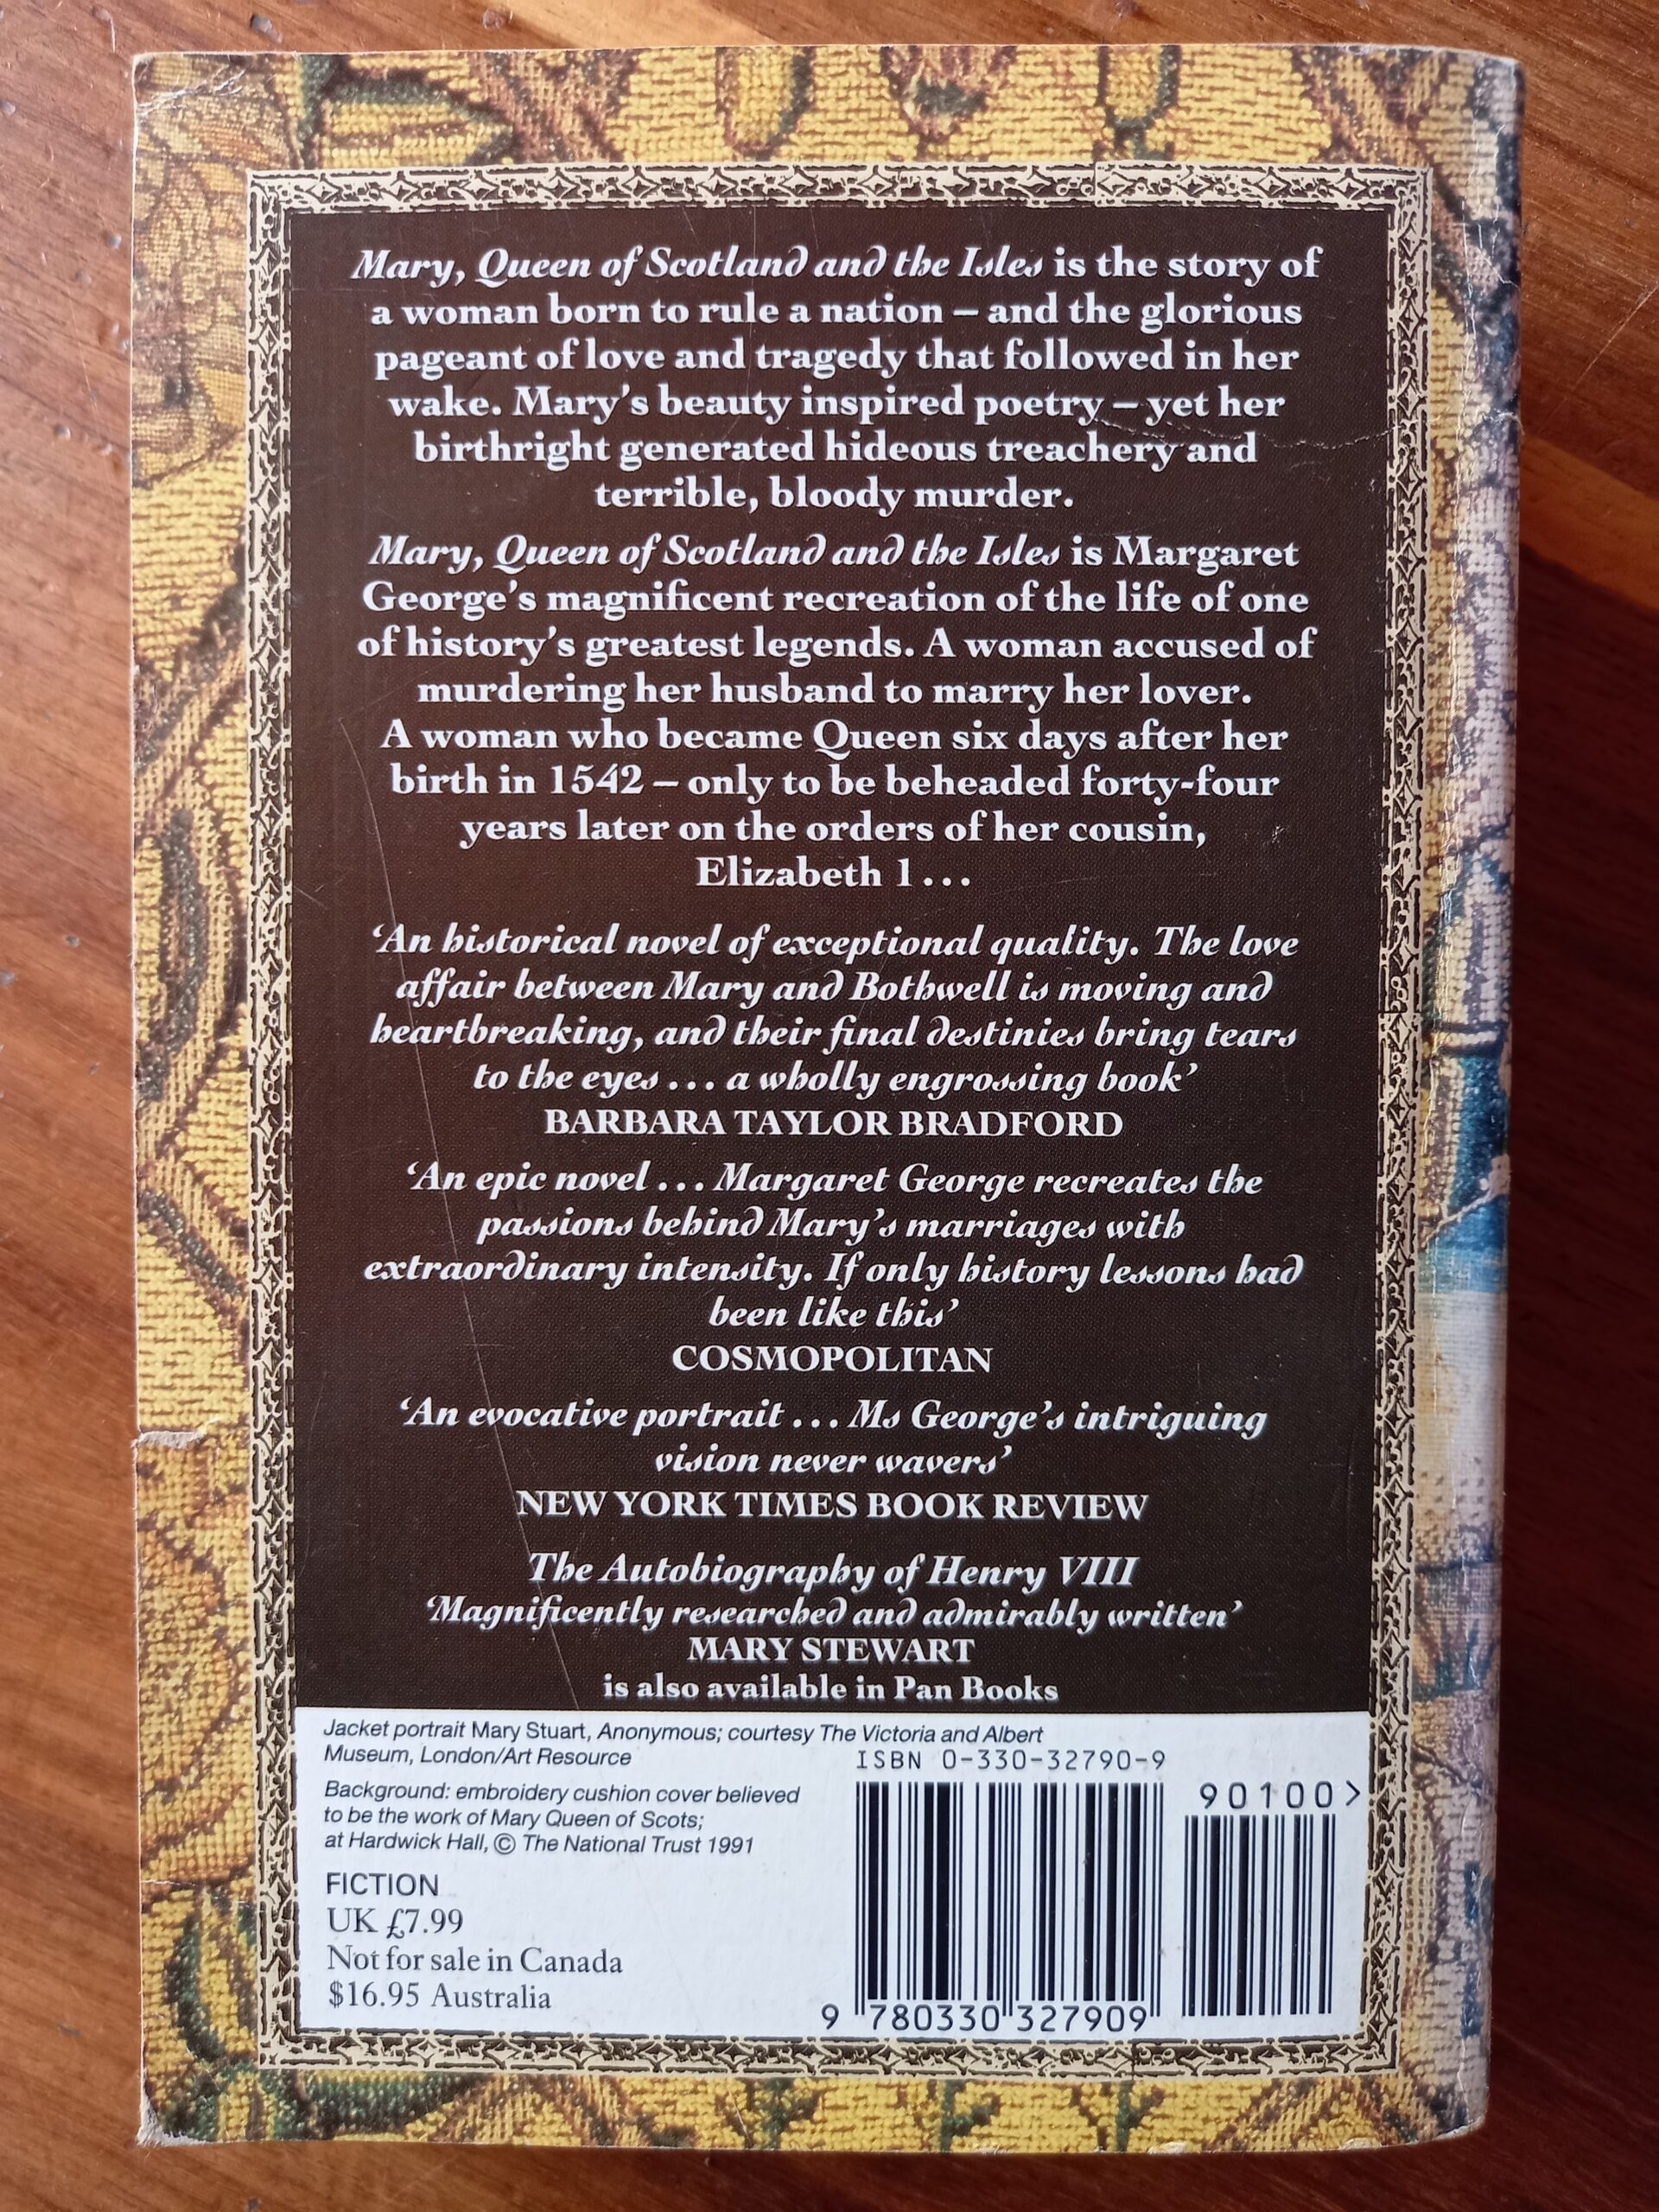 Mary, Queen of Scotland and the Isles is the story of
a woman born to rule a nation – and the glorious
pageant of love and tragedy that followed in her
wake. Mary's beauty inspired poetry – yet her
birthright generated hideous treachery and
terrible, bloody murder.
Mary, Queen of Scotland and the Isles is Margaret
George's magnificent recreation of the life of one
of history's greatest legends. A woman accused of
murdering her husband to marry her lover.
A woman who became Queen six days after her
birth in 1542 – only to be beheaded forty-four
years later on the orders of her cousin,
Elizabeth 1...
'An historical novel of exceptional quality. The love
affair between Mary and Bothwell is moving and
heartbreaking, and their final destinies bring tears
to the eyes ... a wholly engrossing book'
BARBARA TAYLOR BRADFORD
'An epic novel ... Margaret George recreates the
passions behind Mary's marriages with
extraordinary intensity. If only history lessons had
been like this'
COSMOPOLITAN
'An evocative portrait ... Ms George's intriguing
vision never wavers'
NEW YORK TIMES BOOK REVIEW
The Autobiography of Henry VIII
'Magnificently researched and admirably written'
MARY STEWART
is also available in Pan Books
Jacket portrait Mary Stuart, Anonymous; courtesy The Victoria and Albert
Museum, London/Art Resource
Background: embroidery cushion cover believed
to be the work of Mary Queen of Scots;
at Hardwick Hall, © The National Trust 1991
FICTION
UK £7.99
Not for sale in Canada
$16.95 Australia
ISBN 0-330-32790-9
90100>
9 780330 327909